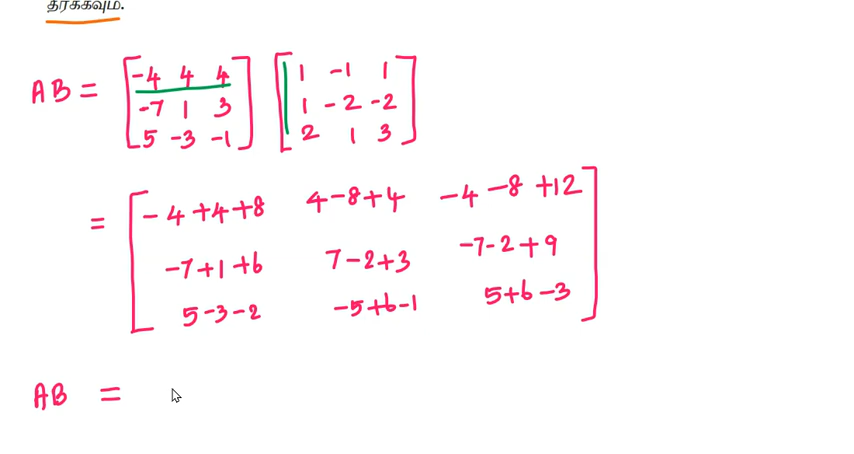 தீர்க்கவும்.
AB = [ -4 4 4 ] [ 1 -1 1 ]
-7 1 3 1 -2 -2
5 -3 -1 2 1 3
= [ -4+4+8 4-8+4 -4-8+12 ]
-7+1+6 7-2+3 -7-2+9
5-3-2 -5+6-1 5+6-3
AB =